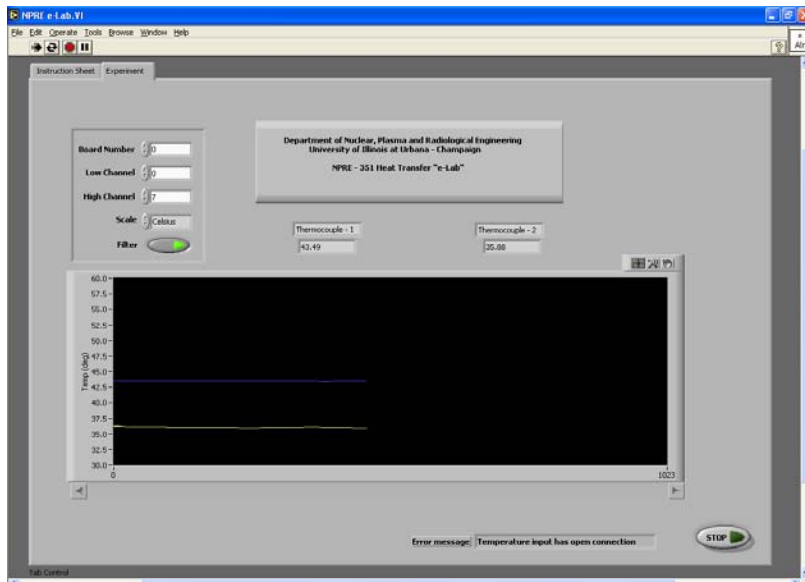 NPRE e-Lab.VI
File Edit Operate Tools Browse Window Help
Instruction Sheet Experiment
Department of Nuclear, Plasma and Radiological Engineering
University of Illinois at Urbana - Champaign
NPRE - 351 Heat Transfer "e-Lab"
Board Number 0
Low Channel 0
High Channel 7
Scale Celsius
Filter
Thermocouple - 1
43.49
Thermocouple - 2
35.88
Temp (deg)
60.0
57.5
55.0
52.5
50.0
47.5
45.0
42.5
40.0
37.5
35.0
32.5
30.0
0 1023
Error message Temperature input has open connection
STOP
Tab Control